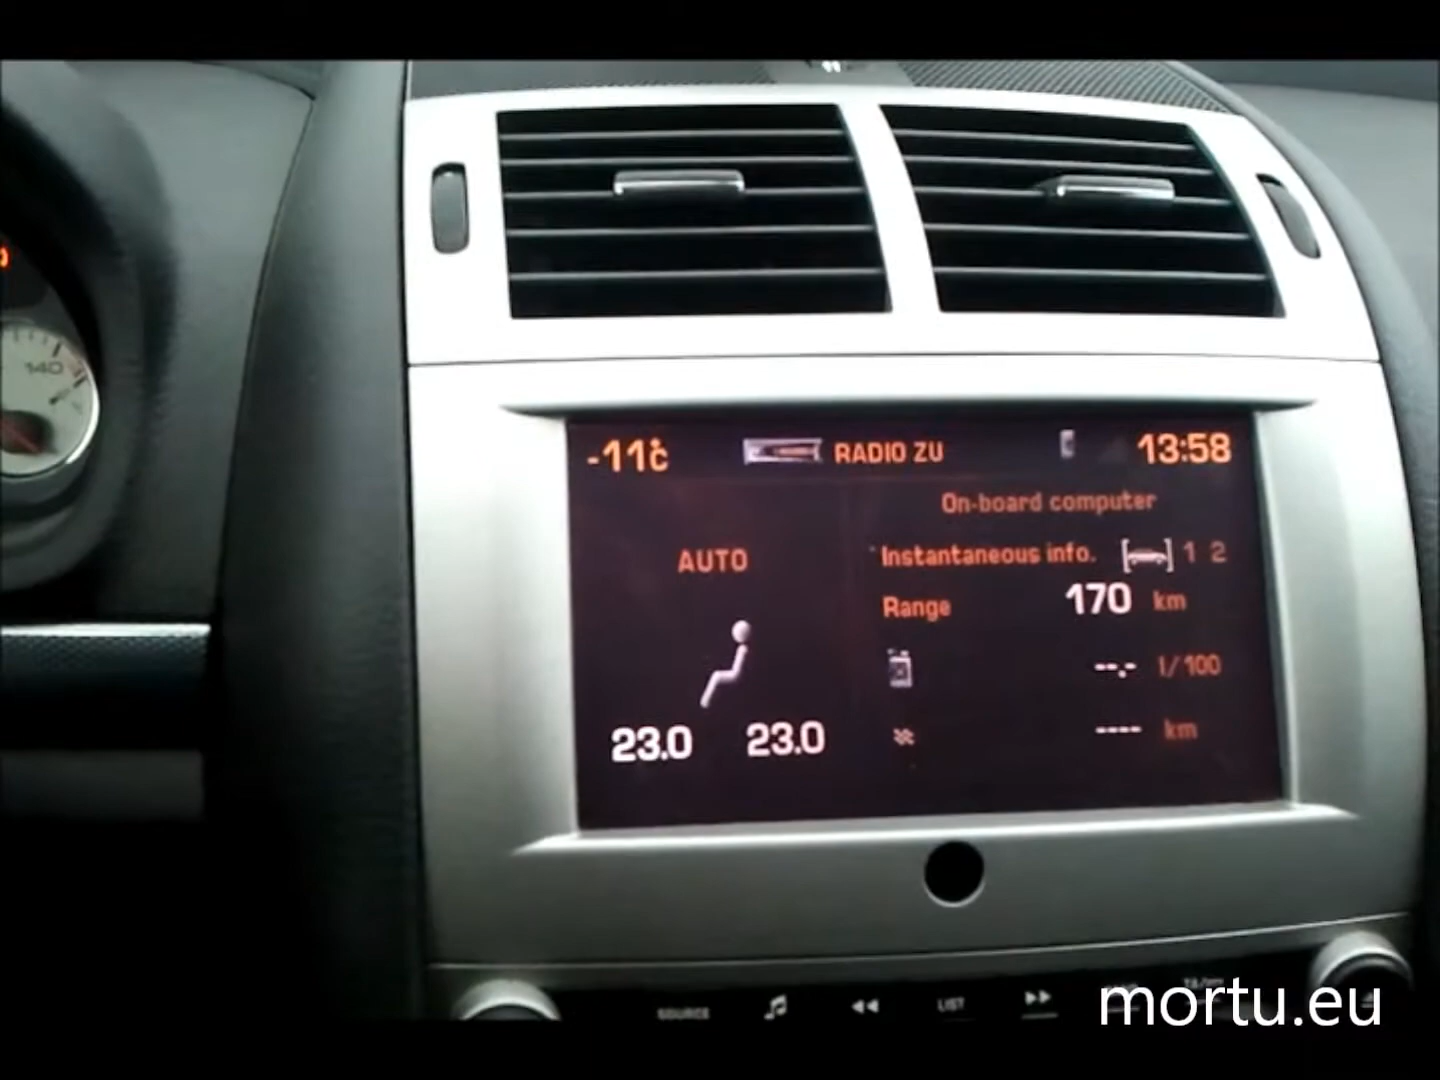 140
-11°C RADIO ZU 13:58
On-board computer
AUTO
Instantaneous info. 1 2
Range 170 km
--.- l/100
23.0 23.0
---- km
SOURCE LIST
mortu.eu